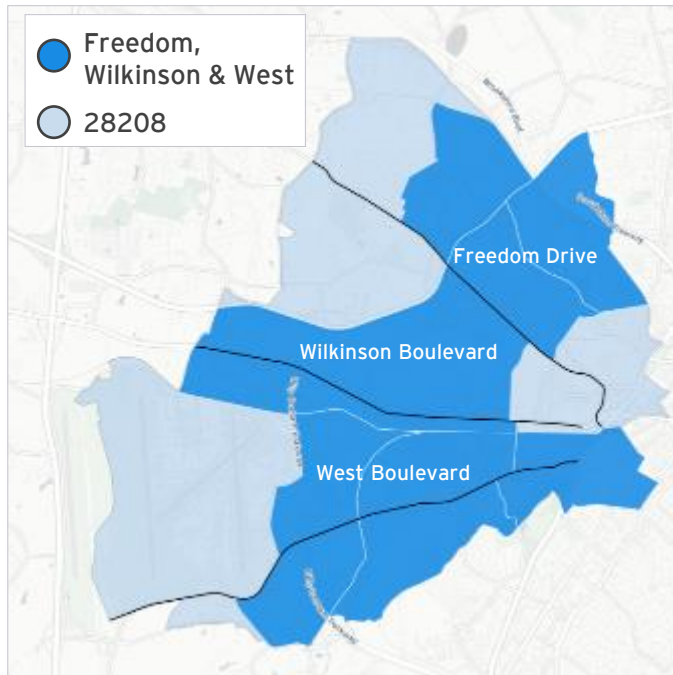 Freedom,
Wilkinson & West
28208
Freedom Drive
Wilkinson Boulevard
West Boulevard